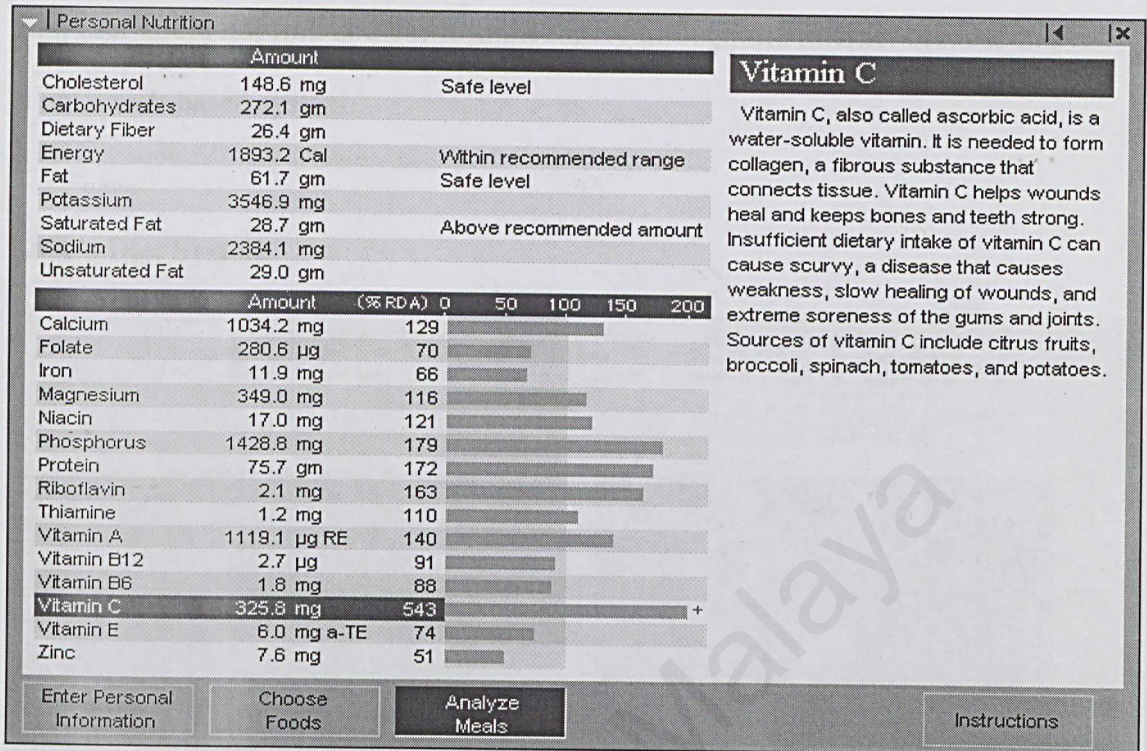 Personal Nutrition
Amount
Cholesterol 148.6 mg Safe level
Carbohydrates 272.1 gm
Dietary Fiber 26.4 gm
Energy 1893.2 Cal Within recommended range
Fat 61.7 gm Safe level
Potassium 3546.9 mg
Saturated Fat 28.7 gm Above recommended amount
Sodium 2384.1 mg
Unsaturated Fat 29.0 gm
Amount (% RDA) 0 50 100 150 200
Calcium 1034.2 mg 129
Folate 280.6 µg 70
Iron 11.9 mg 66
Magnesium 349.0 mg 116
Niacin 17.0 mg 121
Phosphorus 1428.8 mg 179
Protein 75.7 gm 172
Riboflavin 2.1 mg 163
Thiamine 1.2 mg 110
Vitamin A 1119.1 µg RE 140
Vitamin B12 2.7 µg 91
Vitamin B6 1.8 mg 88
Vitamin C 325.8 mg 543 +
Vitamin E 6.0 mg a-TE 74
Zinc 7.6 mg 51
Vitamin C
Vitamin C, also called ascorbic acid, is a
water-soluble vitamin. It is needed to form
collagen, a fibrous substance that
connects tissue. Vitamin C helps wounds
heal and keeps bones and teeth strong.
Insufficient dietary intake of vitamin C can
cause scurvy, a disease that causes
weakness, slow healing of wounds, and
extreme soreness of the gums and joints.
Sources of vitamin C include citrus fruits,
broccoli, spinach, tomatoes, and potatoes.
Enter Personal
Information
Choose
Foods
Analyze
Meals
Instructions
Malaya